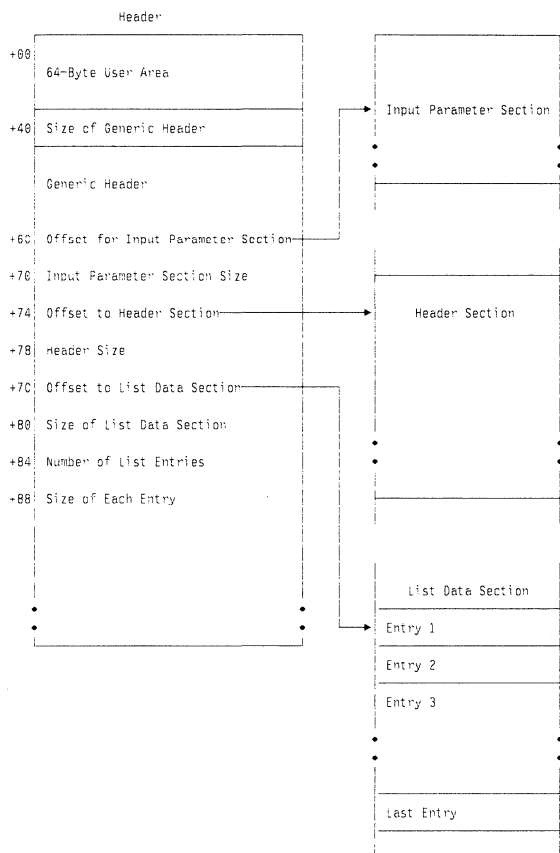 Header
+00
64-Byte User Area
+40 Size of Generic Header
Generic Header
+6C Offset for Input Parameter Section
+70 Input Parameter Section Size
+74 Offset to Header Section
+78 Header Size
+7C Offset to List Data Section
+80 Size of List Data Section
+84 Number of List Entries
+88 Size of Each Entry
Input Parameter Section
Header Section
List Data Section
Entry 1
Entry 2
Entry 3
Last Entry